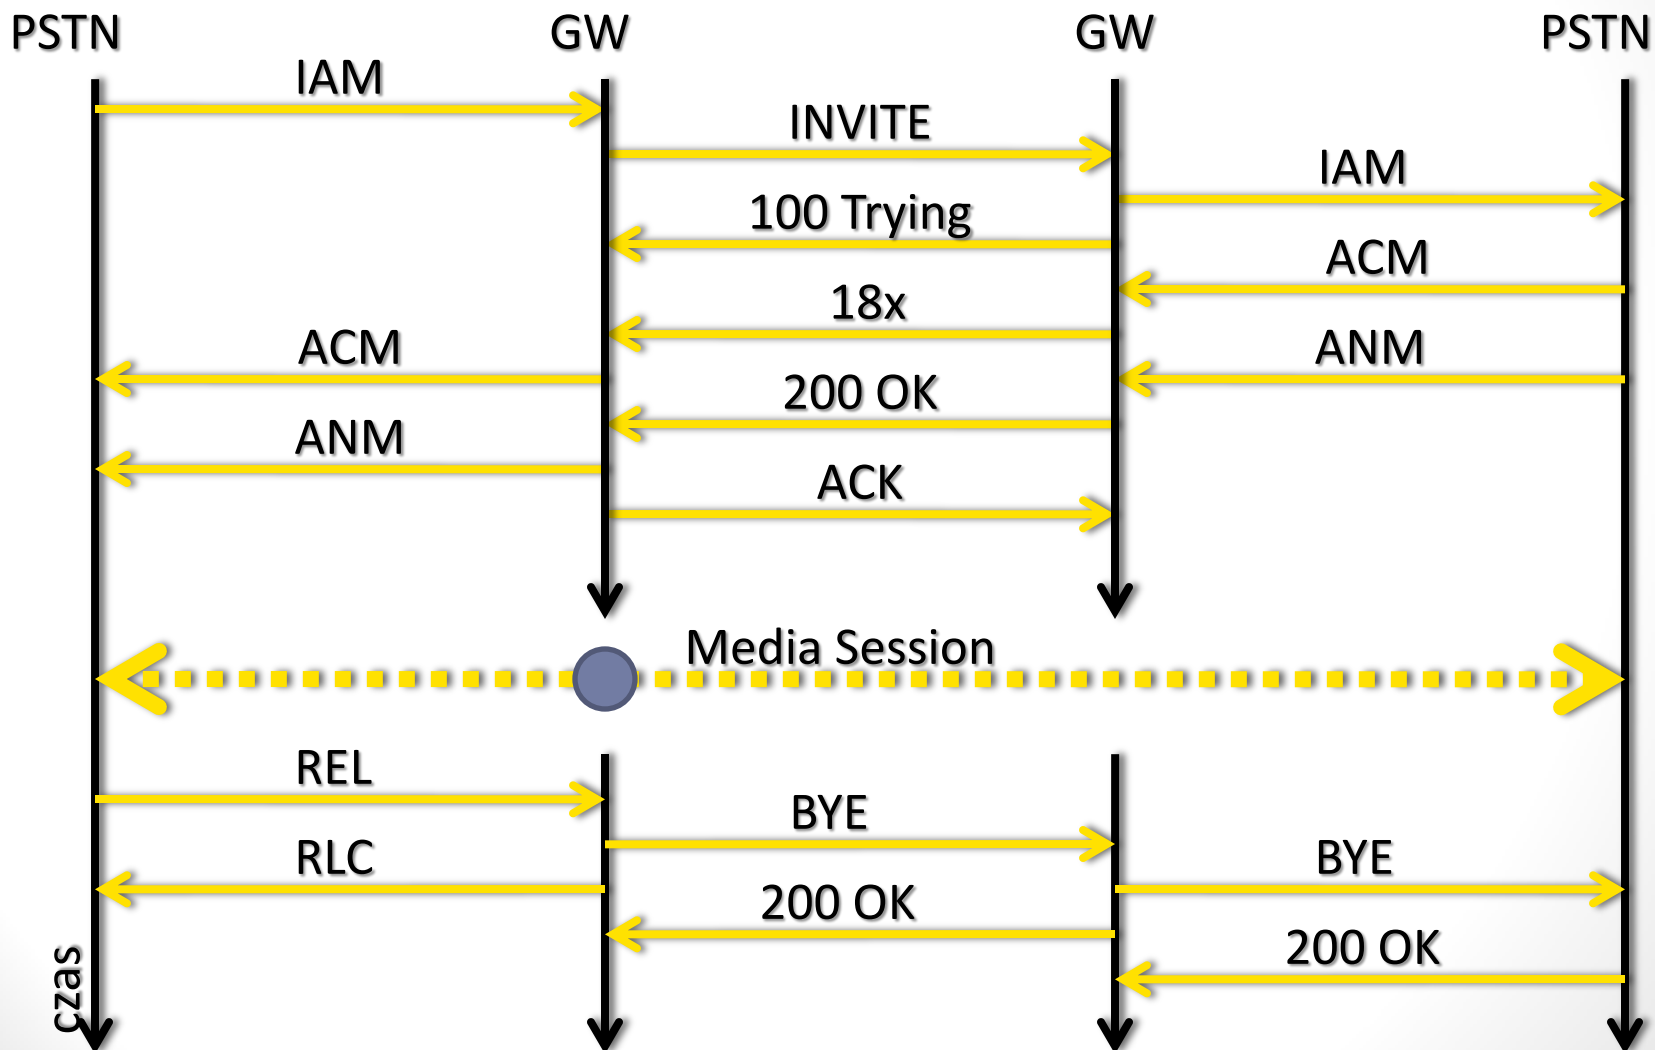 PSTN GW GW PSTN
IAM
INVITE
IAM
100 Trying
ACM
18x
ACM
ANM
200 OK
ANM
ACK
Media Session
REL
BYE
RLC
BYE
200 OK
200 OK
czas